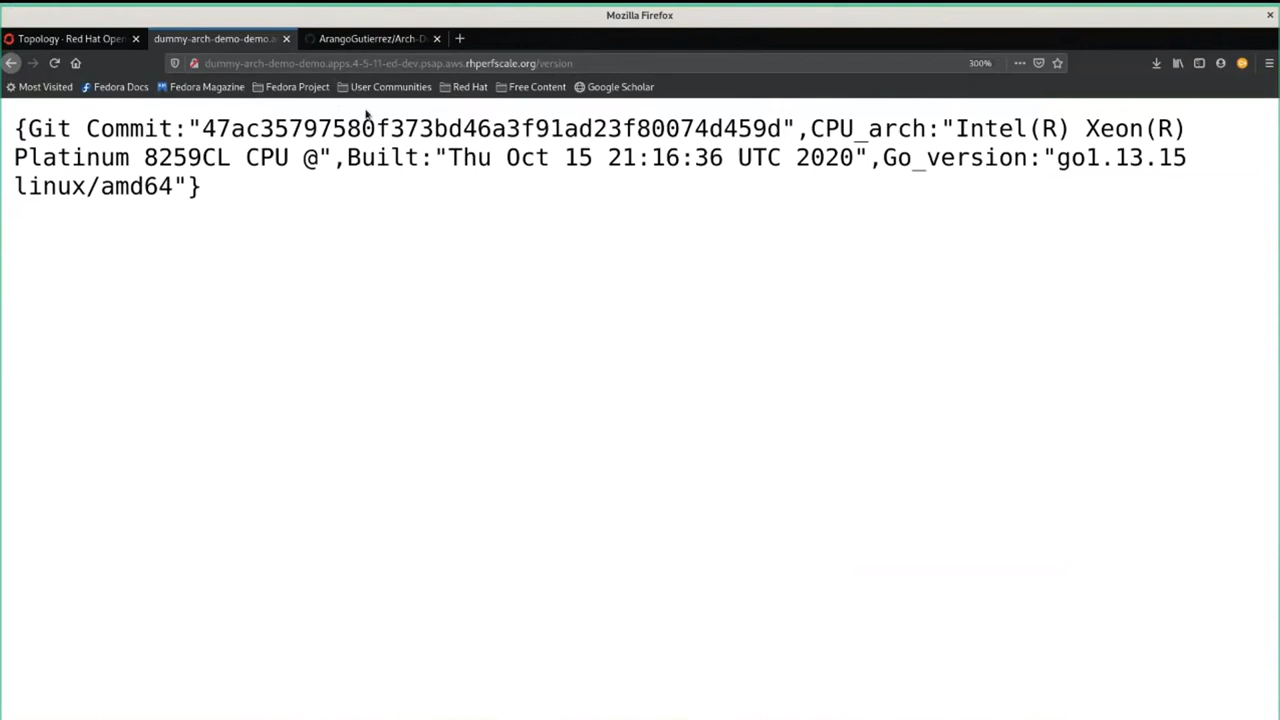 Mozilla Firefox
Topology · Red Hat Open
dummy-arch-demo-demo.a
ArangoGutierrez/Arch-D
dummy-arch-demo-demo.apps.4-5-11-ed-dev.psap.aws.rhperfscale.org/version
300%
Most Visited
Fedora Docs
Fedora Magazine
Fedora Project
User Communities
Red Hat
Free Content
Google Scholar
{Git Commit:"47ac35797580f373bd46a3f91ad23f80074d459d",CPU_arch:"Intel(R) Xeon(R)
Platinum 8259CL CPU @",Built:"Thu Oct 15 21:16:36 UTC 2020",Go_version:"go1.13.15
linux/amd64"}